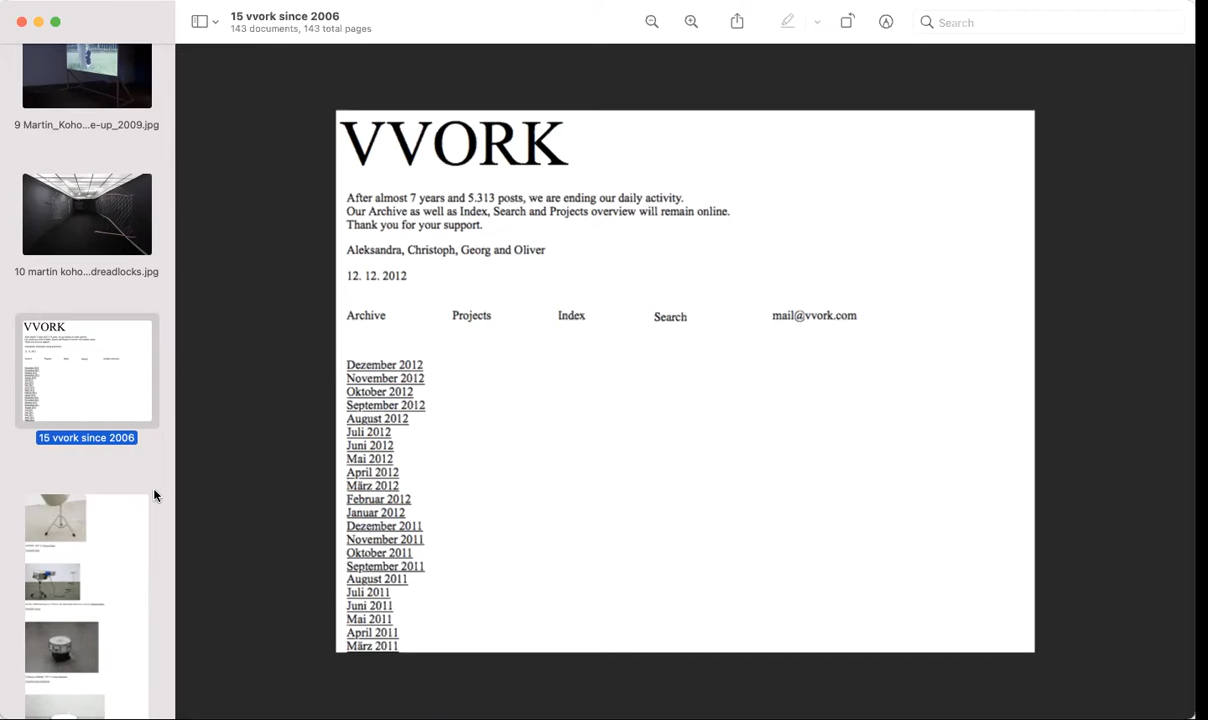 15 vvork since 2006
143 documents, 143 total pages
Search
9 Martin_Koho...e-up_2009.jpg
10 martin koho...dreadlocks.jpg
VVORK
15 vvork since 2006
VVORK
After almost 7 years and 5.313 posts, we are ending our daily activity.
Our Archive as well as Index, Search and Projects overview will remain online.
Thank you for your support.
Aleksandra, Christoph, Georg and Oliver
12. 12. 2012
Archive Projects Index Search mail@vvork.com
Dezember 2012
November 2012
Oktober 2012
September 2012
August 2012
Juli 2012
Juni 2012
Mai 2012
April 2012
März 2012
Februar 2012
Januar 2012
Dezember 2011
November 2011
Oktober 2011
September 2011
August 2011
Juli 2011
Juni 2011
Mai 2011
April 2011
März 2011